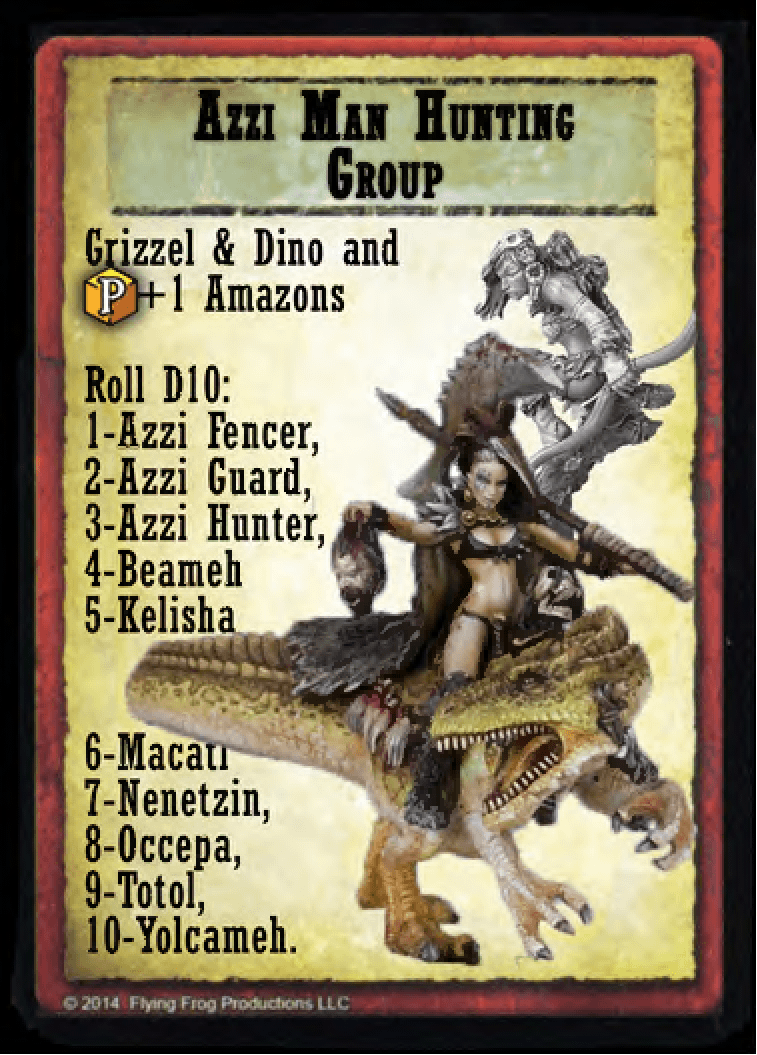 Azzi Man Hunting
Group
Grizzel & Dino and
P+1 Amazons
Roll D10:
1-Azzi Fencer,
2-Azzi Guard,
3-Azzi Hunter,
4-Beameh
5-Kelisha
6-Macatl
7-Nenetzin,
8-Occepa,
9-Totol,
10-Yolcameh.
© 2014 Flying Frog Productions LLC